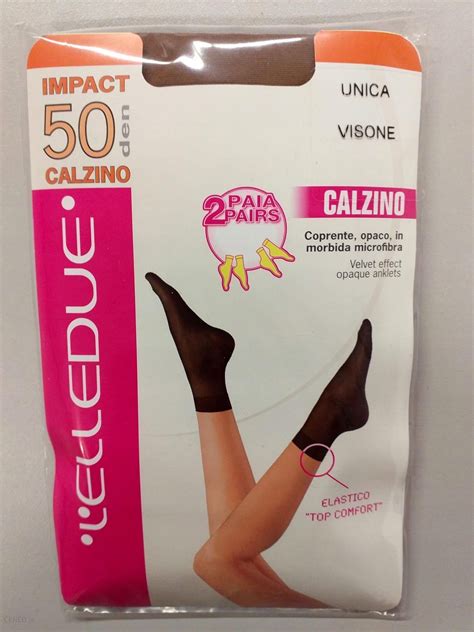 IMPACT
50 den
CALZINO
UNICA
VISONE
2 PAIA
PAIRS
CALZINO
Coprente, opaco, in
morbida microfibra
Velvet effect
opaque anklets
L'ELLEDUE
ELASTICO
"TOP COMFORT"